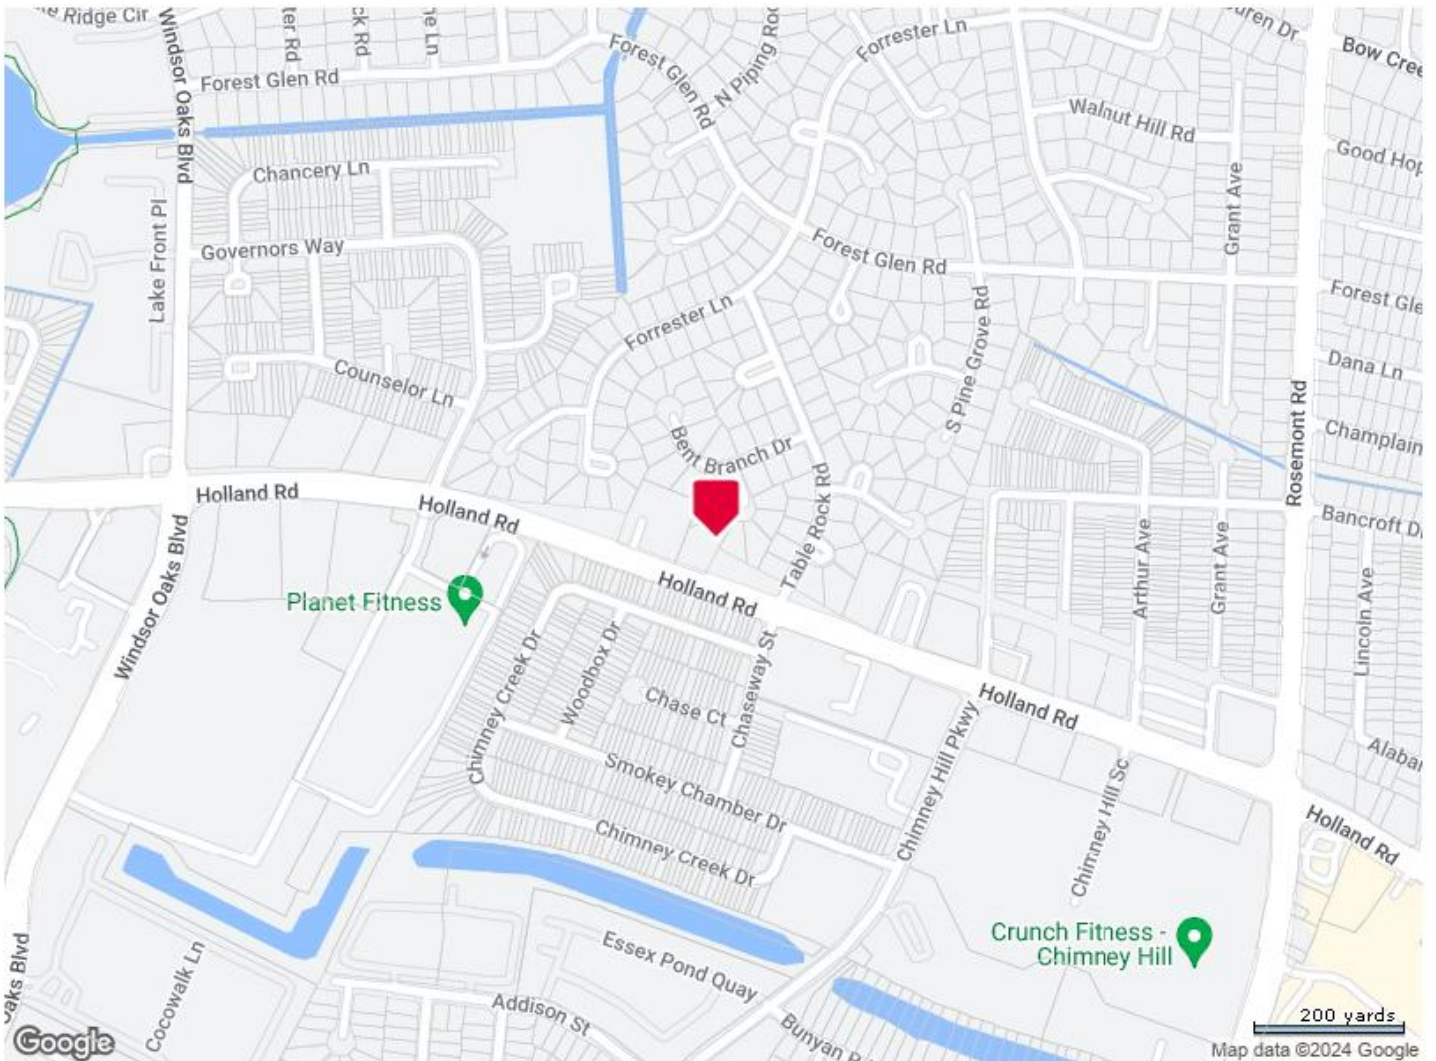 Ridge Cir
Windsor Oaks Blvd
Forest Glen Rd
Forest Glen Rd
N Piping
Forrester Ln
Bow
Walnut Hill Rd
Good
Grant Ave
Chancery Ln
Lake Front Pl
Governors Way
Forest Glen Rd
Forest
Forrester Ln
S Pine Grove Rd
Dana Ln
Counselor Ln
Rosemont Rd
Champlain
Bent Branch Dr
Holland Rd
Holland Rd
Table Rock Rd
Bancroft
Windsor Oaks Blvd
Planet Fitness
Holland Rd
Arthur Ave
Grant Ave
Lincoln Ave
Chimney Creek Dr
Woodbox Dr
Chase Ct
Chaseway St
Holland Rd
Chimney Hill Pkwy
Smokey Chamber Dr
Chimney Hill Sc
Chimney Creek Dr
Holland Rd
Crunch Fitness -
Chimney Hill
Essex Pond Quay
Oaks Blvd
Cocowalk Ln
Addison St
Bunyan
200 yards
Google
Map data ©2024 Google